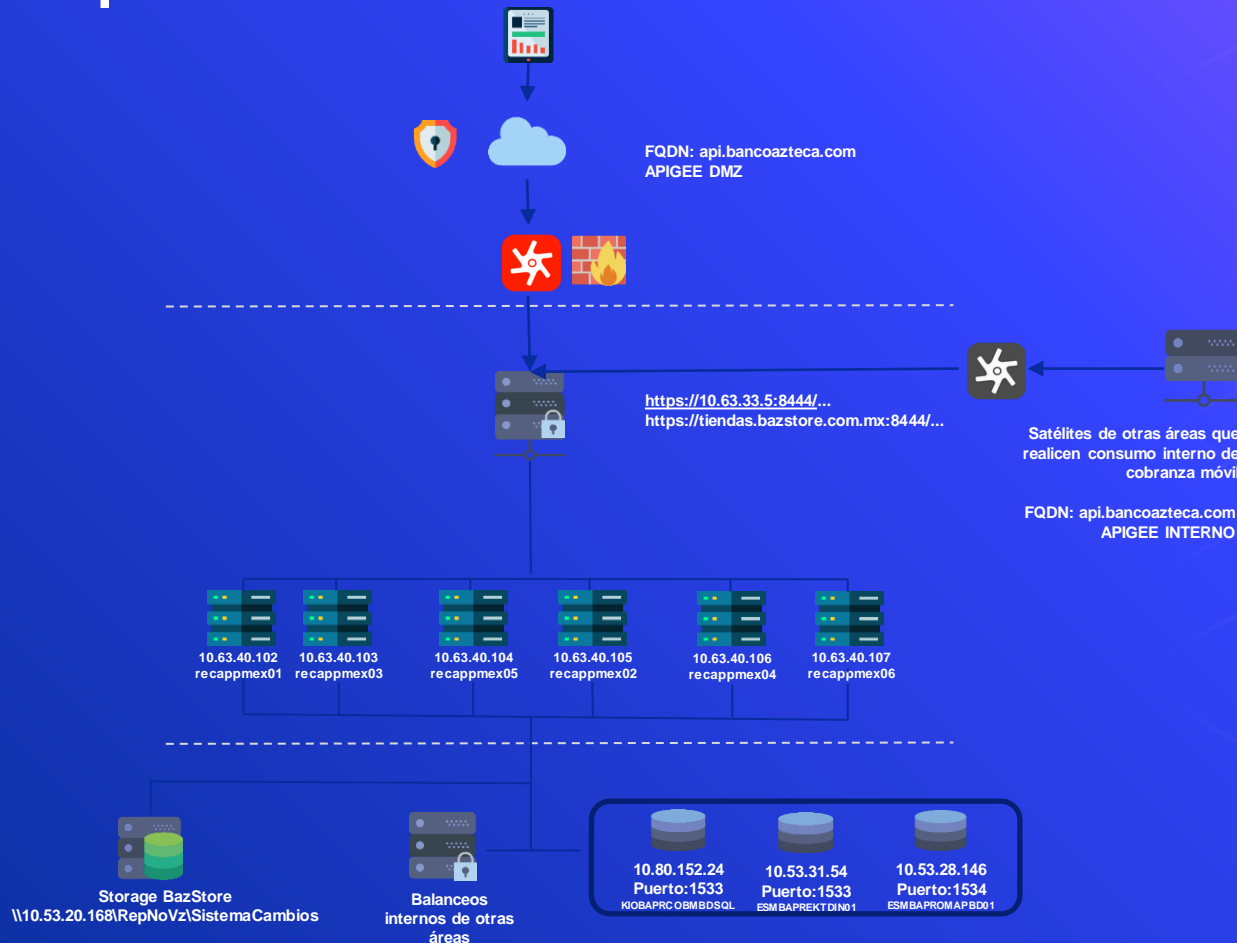 FQDN: api.bancoazteca.com
APIGEE DMZ
https://10.63.33.5:8444/...
https://tiendas.bazstore.com.mx:8444/...
Satélites de otras áreas que
realicen consumo interno de
cobranza móvil
FQDN: api.bancoazteca.com
APIGEE INTERNO
10.63.40.102
recappmex01
10.63.40.103
recappmex03
10.63.40.104
recappmex05
10.63.40.105
recappmex02
10.63.40.106
recappmex04
10.63.40.107
recappmex06
Storage BazStore
\\10.53.20.168\RepNoVz\SistemaCambios
Balanceos
internos de otras
áreas
10.80.152.24
Puerto:1533
KIOBAPRCOBMBDSQL
10.53.31.54
Puerto:1533
ESMBAPREKTDIN01
10.53.28.146
Puerto:1534
ESMBAPROMAPBD01